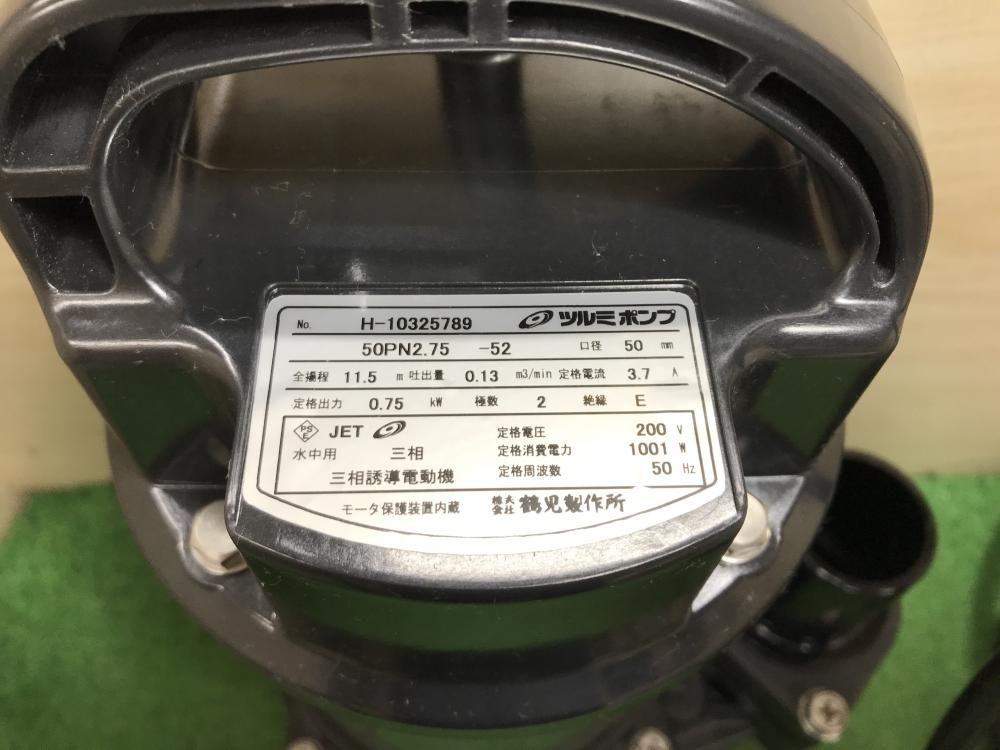 No. H-10325789 ツルミポンプ
50PN2.75 -52 口径 50 mm
全揚程 11.5 m 吐出量 0.13 m3/min 定格電流 3.7 A
定格出力 0.75 kW 極数 2 絶縁 E
PSE JET 定格電圧 200 V
水中用 三相 定格消費電力 1001 W
三相誘導電動機 定格周波数 50 Hz
モータ保護装置内蔵 株式会社 鶴見製作所